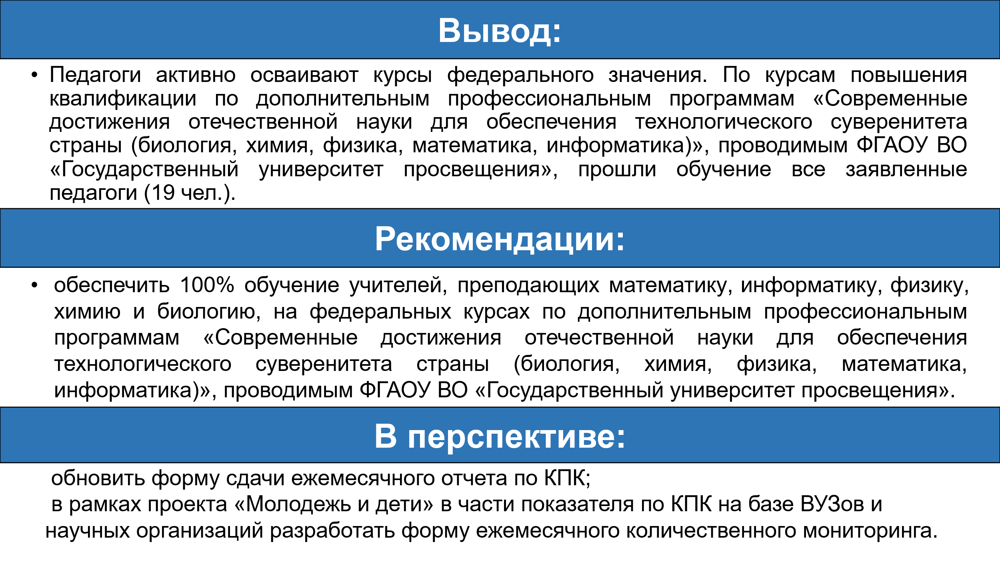 Вывод:
• Педагоги активно осваивают курсы федерального значения. По курсам повышения
квалификации по дополнительным профессиональным программам «Современные
достижения отечественной науки для обеспечения технологического суверенитета
страны (биология, химия, физика, математика, информатика)», проводимым ФГАОУ ВО
«Государственный университет просвещения», прошли обучение все заявленные
педагоги (19 чел.).
Рекомендации:
• обеспечить 100% обучение учителей, преподающих математику, информатику, физику,
химию и биологию, на федеральных курсах по дополнительным профессиональным
программам «Современные достижения отечественной науки для обеспечения
технологического суверенитета страны (биология, химия, физика, математика,
информатика)», проводимым ФГАОУ ВО «Государственный университет просвещения».
В перспективе:
обновить форму сдачи ежемесячного отчета по КПК;
в рамках проекта «Молодежь и дети» в части показателя по КПК на базе ВУЗов и
научных организаций разработать форму ежемесячного количественного мониторинга.